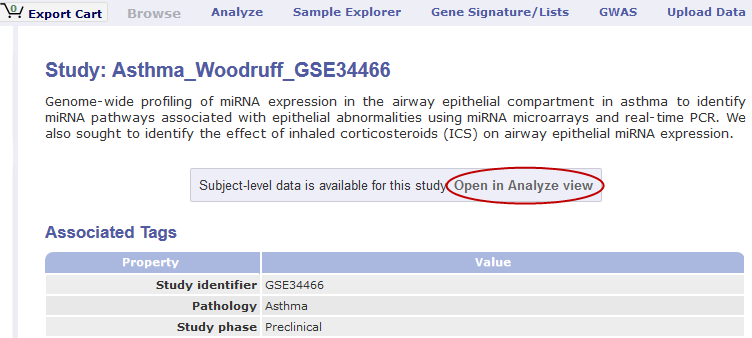 0 Export Cart Browse Analyze Sample Explorer Gene Signature/Lists GWAS Upload Data
Study: Asthma_Woodruff_GSE34466
Genome-wide profiling of miRNA expression in the airway epithelial compartment in asthma to identify
miRNA pathways associated with epithelial abnormalities using miRNA microarrays and real-time PCR. We
also sought to identify the effect of inhaled corticosteroids (ICS) on airway epithelial miRNA expression.
Subject-level data is available for this study Open in Analyze view
Associated Tags
Property Value
Study identifier GSE34466
Pathology Asthma
Study phase Preclinical